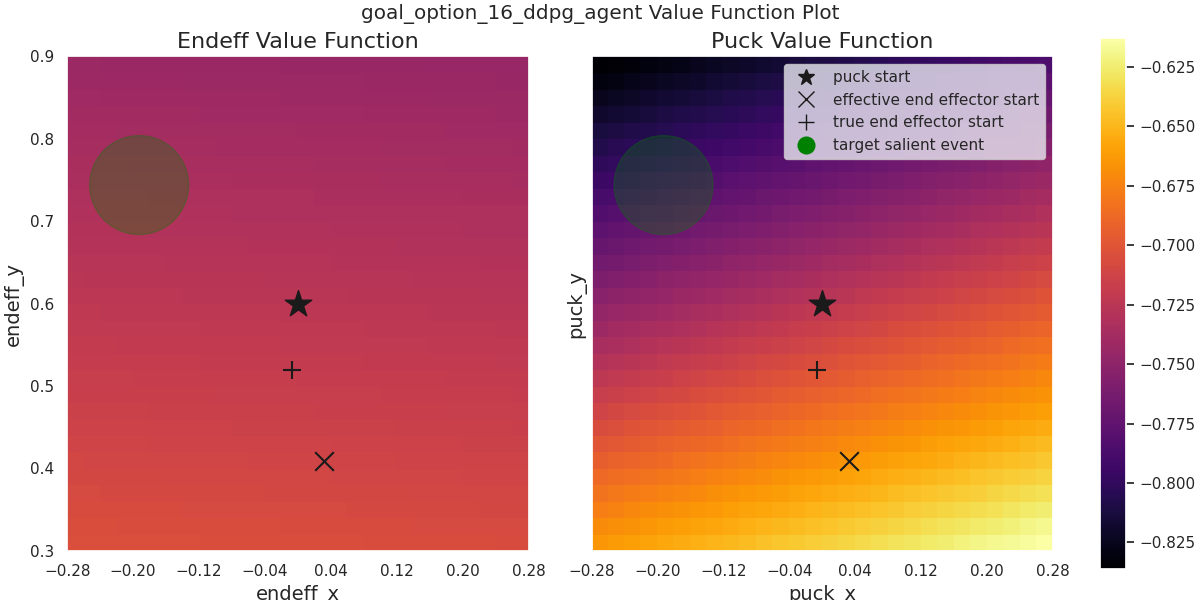 goal_option_16_ddpg_agent Value Function Plot
Endeff Value Function
endeff_y
0.9
0.8
0.7
0.6
0.5
0.4
0.3
−0.28 −0.20 −0.12 −0.04 0.04 0.12 0.20 0.28
endeff_x
Puck Value Function
puck start
effective end effector start
true end effector start
target salient event
puck_y
−0.28 −0.20 −0.12 −0.04 0.04 0.12 0.20 0.28
puck_x
−0.625
−0.650
−0.675
−0.700
−0.725
−0.750
−0.775
−0.800
−0.825